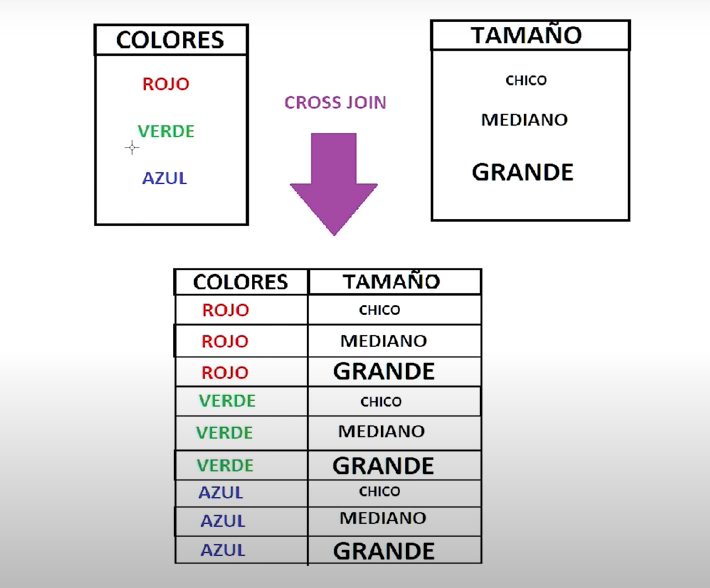 COLORES
ROJO
VERDE
AZUL
CROSS JOIN
TAMAÑO
CHICO
MEDIANO
GRANDE
COLORES TAMAÑO
ROJO CHICO
ROJO MEDIANO
ROJO GRANDE
VERDE CHICO
VERDE MEDIANO
VERDE GRANDE
AZUL CHICO
AZUL MEDIANO
AZUL GRANDE